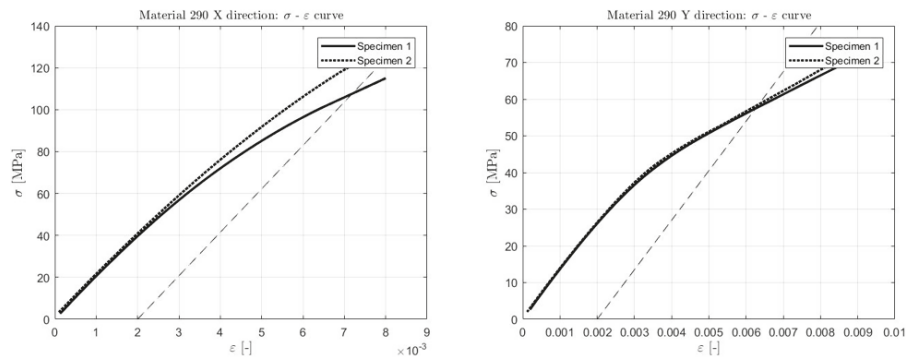 Material 290 X direction: σ - ε curve
Specimen 1
Specimen 2
140
120
100
80
60
40
20
0
σ [MPa]
0 1 2 3 4 5 6 7 8 9
ε [-]
×10⁻³
Material 290 Y direction: σ - ε curve
Specimen 1
Specimen 2
80
70
60
50
40
30
20
10
0
σ [MPa]
0 0.001 0.002 0.003 0.004 0.005 0.006 0.007 0.008 0.009 0.01
ε [-]